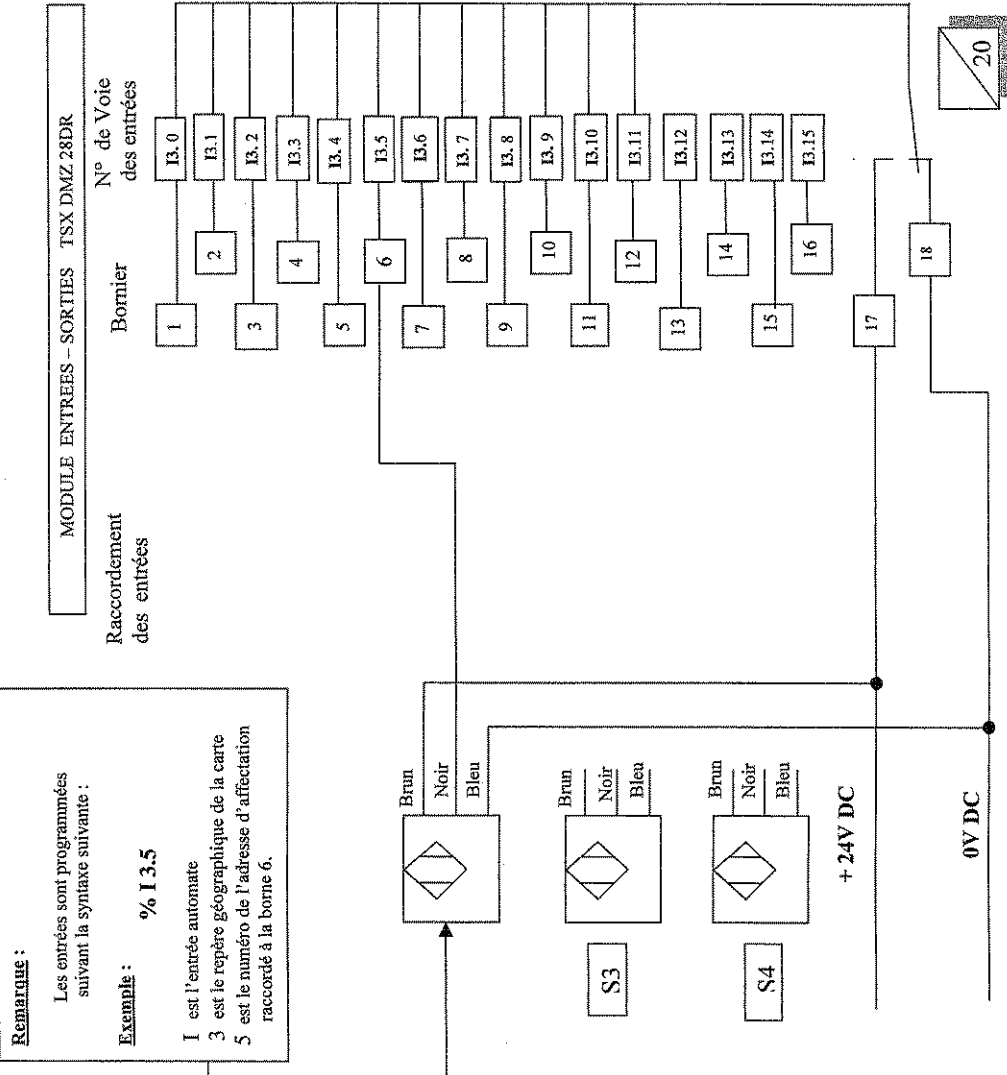 MODULE ENTREES – SORTIES TSX DMZ 28DR
Remarque :
Les entrées sont programmées
suivant la syntaxe suivante :
Exemple :
% I 3.5
I est l'entrée automate
3 est le repère géographique de la carte
5 est le numéro de l'adresse d'affectation
raccordé à la borne 6.
Raccordement
des entrées
Bornier
N° de Voie
des entrées
1
I3. 0
2
I3.1
3
I3. 2
4
I3.3
5
I3. 4
6
I3.5
7
I3.6
8
I3. 7
9
I3. 8
10
I3. 9
11
I3.10
12
I3.11
13
I3.12
14
I3.13
15
I3.14
16
I3.15
17
18
Brun
Noir
Bleu
S3
Brun
Noir
Bleu
S4
Brun
Noir
Bleu
+ 24V DC
0V DC
20